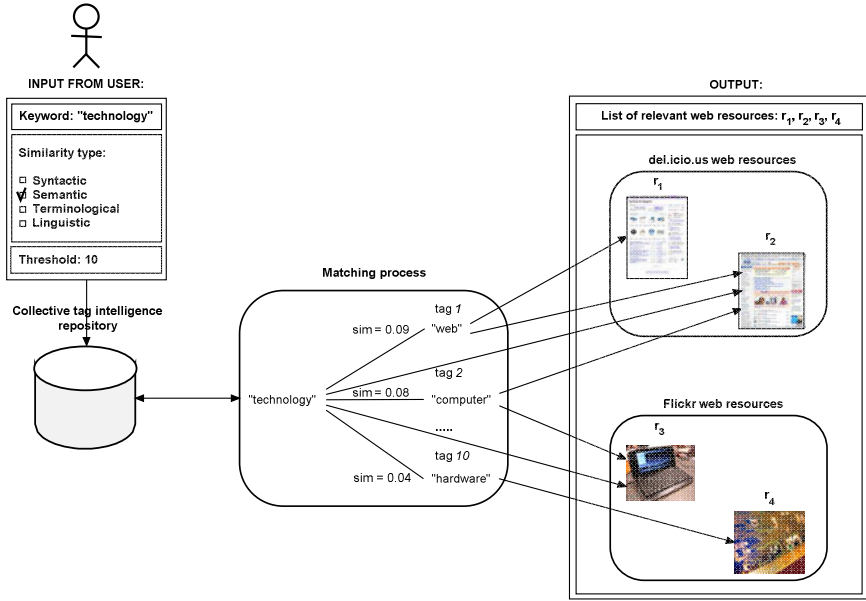 INPUT FROM USER:
Keyword: "technology"
Similarity type:
Syntactic
Semantic
Terminological
Linguistic
Threshold: 10
Collective tag intelligence
repository
Matching process
"technology"
sim = 0.09
tag 1
"web"
tag 2
sim = 0.08
"computer"
.....
tag 10
sim = 0.04
"hardware"
OUTPUT:
List of relevant web resources: r1, r2, r3, r4
del.icio.us web resources
r1
r2
Flickr web resources
r3
r4